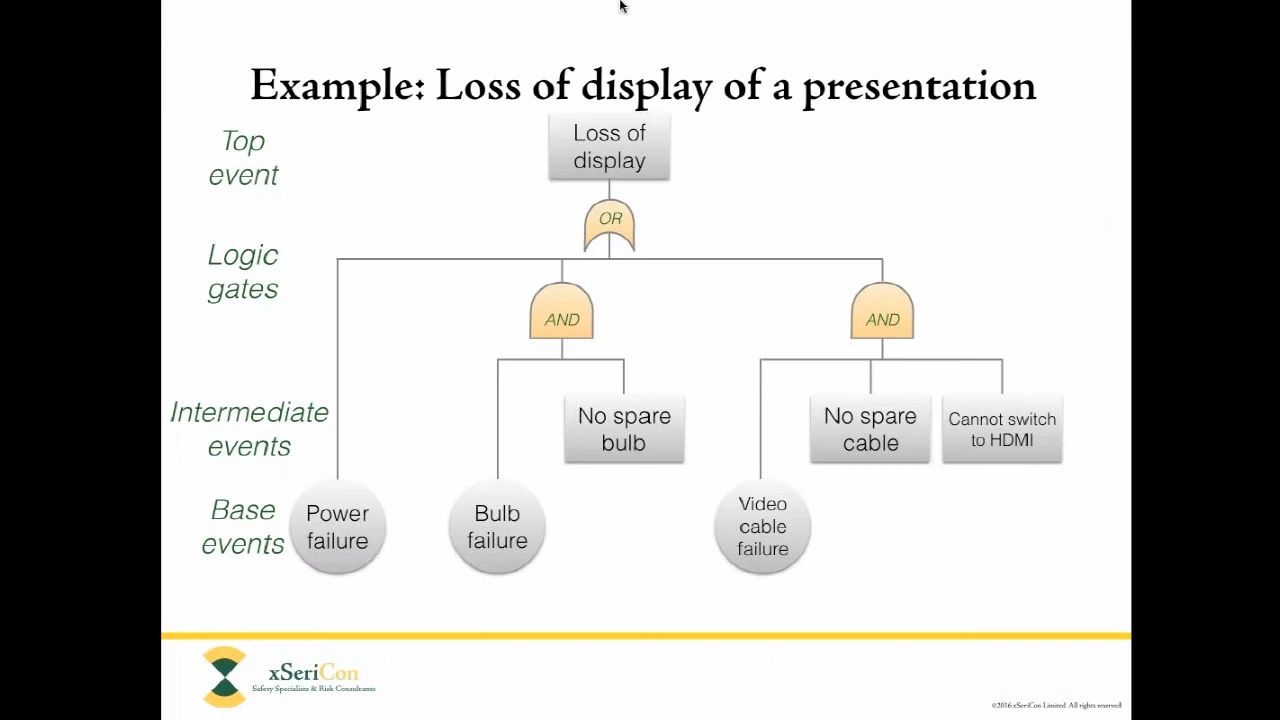 Example: Loss of display of a presentation
Top
event
Loss of
display
OR
Logic
gates
AND
AND
Intermediate
events
No spare
bulb
No spare
cable
Cannot switch
to HDMI
Base
events
Power
failure
Bulb
failure
Video
cable
failure
xSeriCon
Safety Specialists & Risk Consultants
©2016 xSeriCon Limited. All rights reserved